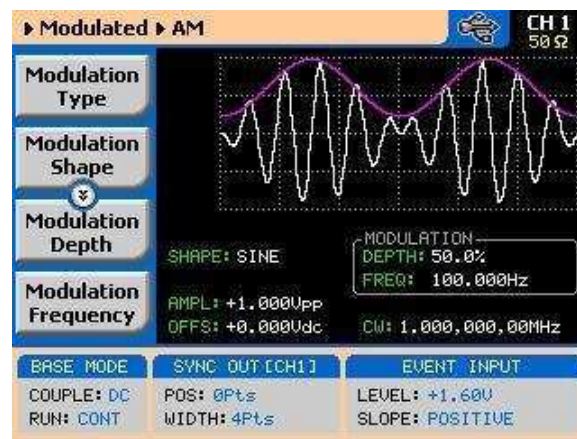 Modulated AM
CH 1
50 Ω
Modulation
Type
Modulation
Shape
Modulation
Depth
Modulation
Frequency
SHAPE: SINE
AMPL: +1.000Vpp
OFFS: +0.000Vdc
MODULATION
DEPTH: 50.0%
FREQ: 100.000Hz
CW: 1.000,000,00MHz
BASE MODE
COUPLE: DC
RUN: CONT
SYNC OUT[CH1]
POS: 0Pts
WIDTH: 4Pts
EVENT INPUT
LEVEL: +1.60V
SLOPE: POSITIVE